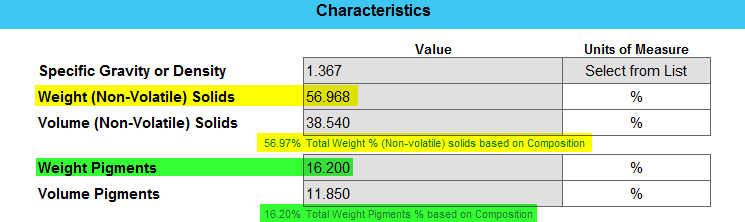 Characteristics
Value Units of Measure
Specific Gravity or Density 1.367 Select from List
Weight (Non-Volatile) Solids 56.968 %
Volume (Non-Volatile) Solids 38.540 %
56.97% Total Weight % (Non-volatile) solids based on Composition
Weight Pigments 16.200 %
Volume Pigments 11.850 %
16.20% Total Weight Pigments % based on Composition